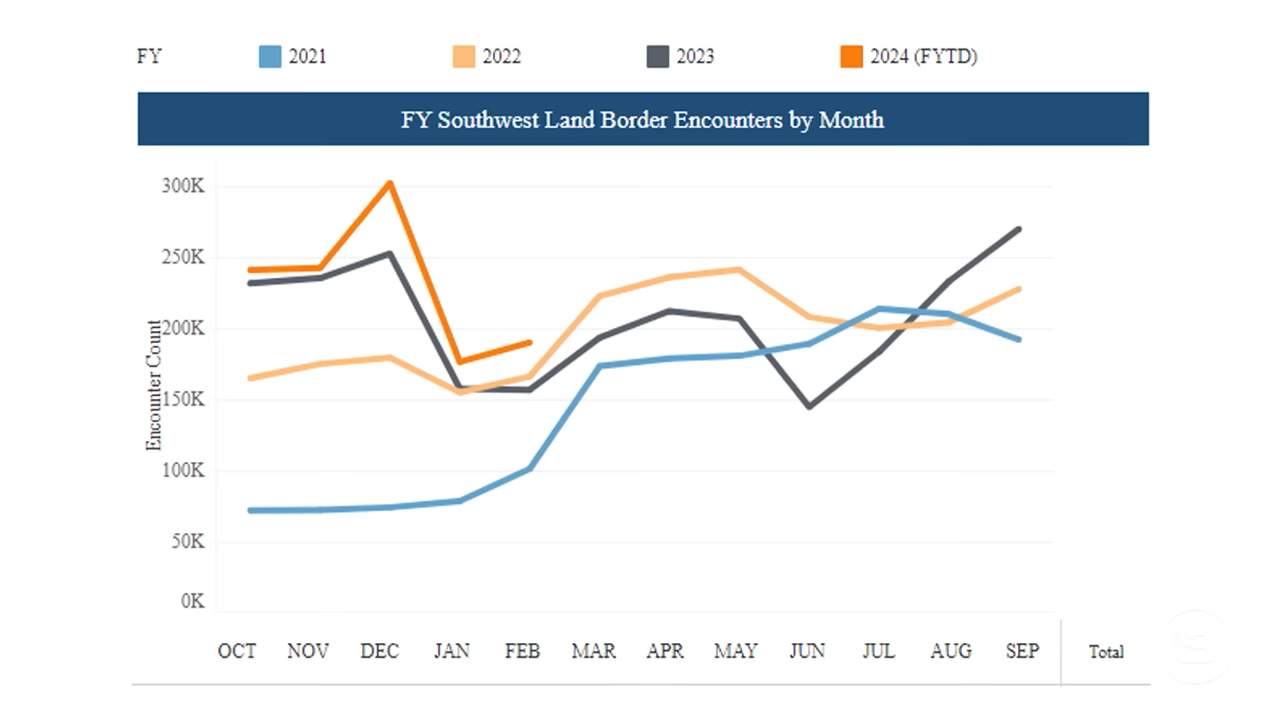 FY 2021 2022 2023 2024 (FYTD)
FY Southwest Land Border Encounters by Month
Encounter Count
300K
250K
200K
150K
100K
50K
0K
OCT NOV DEC JAN FEB MAR APR MAY JUN JUL AUG SEP Total